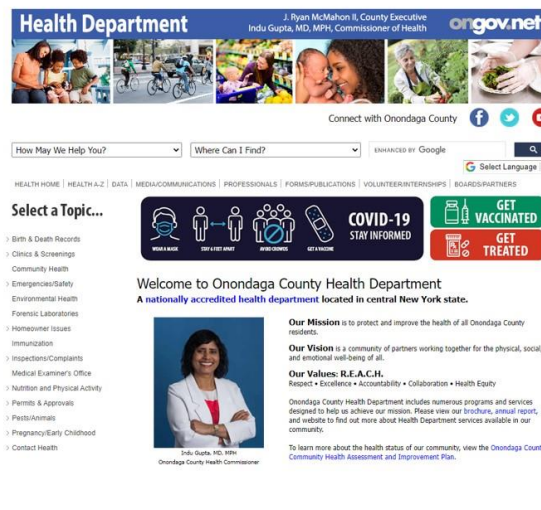 Health Department
J. Ryan McMahon II, County Executive
Indu Gupta, MD, MPH, Commissioner of Health
ongov.net
Connect with Onondaga County
How May We Help You?
Where Can I Find?
ENHANCED BY Google
Select Language
HEALTH HOME | HEALTH A-Z | DATA | MEDIA/COMMUNICATIONS | PROFESSIONALS | FORMS/PUBLICATIONS | VOLUNTEER/INTERNSHIPS | BOARDS/PARTNERS
Select a Topic...
Birth & Death Records
Clinics & Screenings
Community Health
Emergencies/Safety
Environmental Health
Forensic Laboratories
Homeowner Issues
Immunization
Inspections/Complaints
Medical Examiner's Office
Nutrition and Physical Activity
Permits & Approvals
Pests/Animals
Pregnancy/Early Childhood
Contact Health
WEAR A MASK
STAY 6 FEET APART
AVOID CROWDS
GET A VACCINE
COVID-19
STAY INFORMED
GET
VACCINATED
GET
TREATED
Welcome to Onondaga County Health Department
A nationally accredited health department located in central New York state.
Indu Gupta, MD, MPH
Onondaga County Health Commissioner
Our Mission is to protect and improve the health of all Onondaga County
residents.
Our Vision is a community of partners working together for the physical, social,
and emotional well-being of all.
Our Values: R.E.A.C.H.
Respect • Excellence • Accountability • Collaboration • Health Equity
Onondaga County Health Department includes numerous programs and services
designed to help us achieve our mission. Please view our brochure, annual report,
and website to find out more about Health Department services available in our
community.
To learn more about the health status of our community, view the Onondaga Count
Community Health Assessment and Improvement Plan.